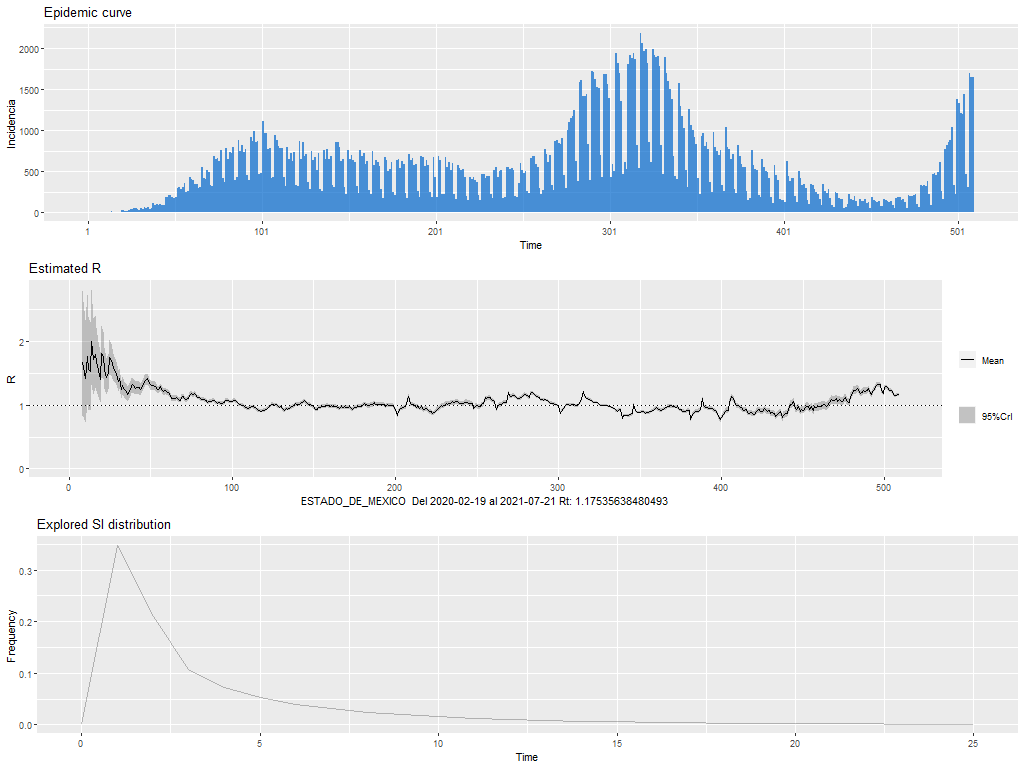 Epidemic curve
Incidencia
2000
1500
1000
500
0
1
101
201
301
401
501
Time
Estimated R
R
2
1
0
0
100
200
300
400
500
Mean
95%CrI
ESTADO_DE_MEXICO Del 2020-02-19 al 2021-07-21 Rt: 1.17535638480493
Explored SI distribution
Frequency
0.3
0.2
0.1
0.0
0
5
10
15
20
25
Time